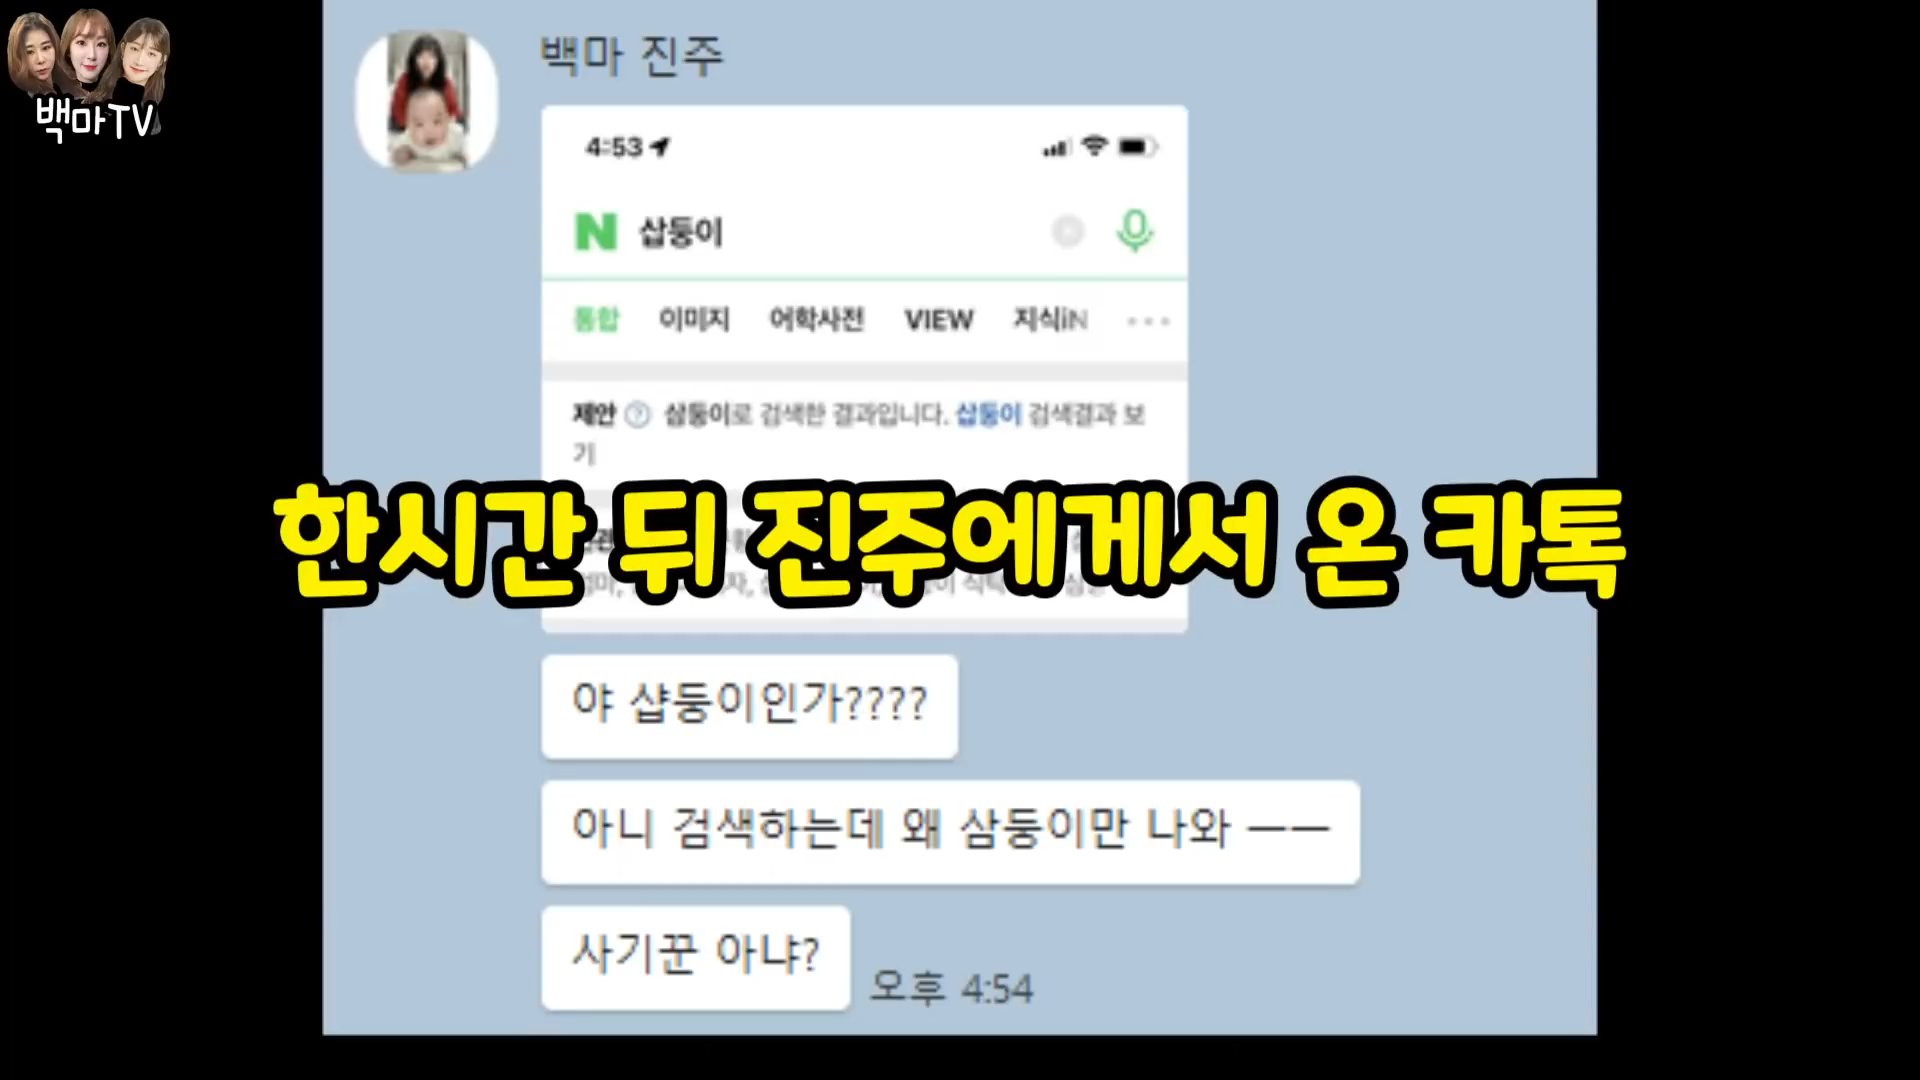 백마TV
백마 진주
4:53
N 삽둥이
통합 이미지 어학사전 VIEW 지식iN
제안 ? 삼둥이로 검색한 결과입니다. 삽둥이 검색결과 보
기
한시간 뒤 진주에게서 온 카톡
야 샵둥이인가????
아니 검색하는데 왜 삼둥이만 나와 ㅡㅡ
사기꾼 아냐?
오후 4:54